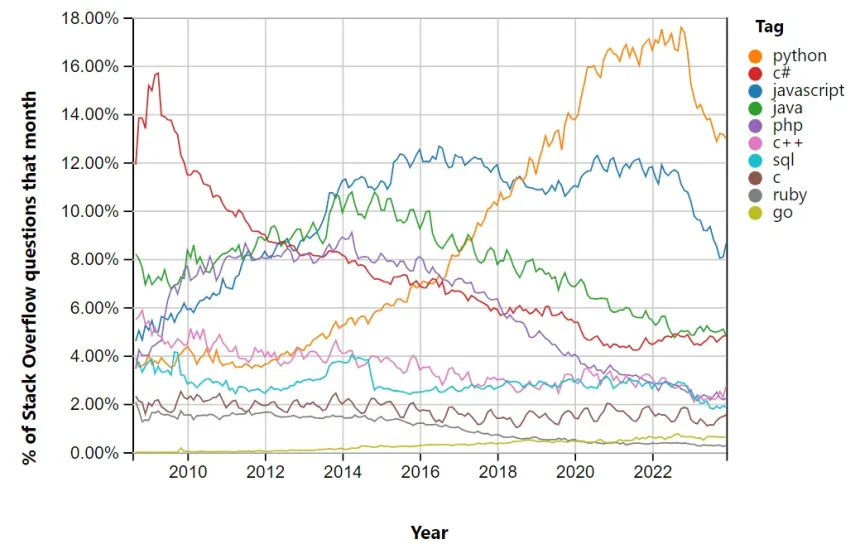 18.00%
16.00%
14.00%
12.00%
10.00%
8.00%
6.00%
4.00%
2.00%
0.00%
% of Stack Overflow questions that month
2010 2012 2014 2016 2018 2020 2022
Year
Tag
python
c#
javascript
java
php
c++
sql
c
ruby
go